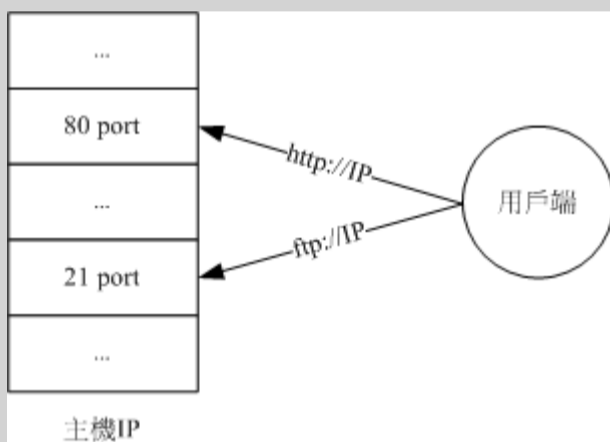 ...
80 port
...
21 port
...
主機IP
http://IP
ftp://IP
用戶端